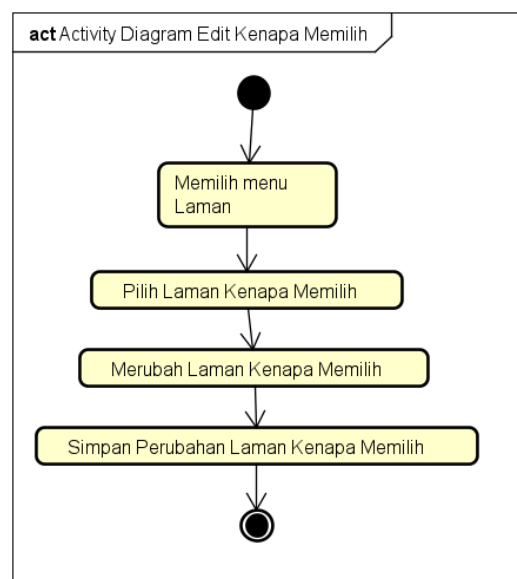 act Activity Diagram Edit Kenapa Memilih
Memilih menu
Laman
Pilih Laman Kenapa Memilih
Merubah Laman Kenapa Memilih
Simpan Perubahan Laman Kenapa Memilih